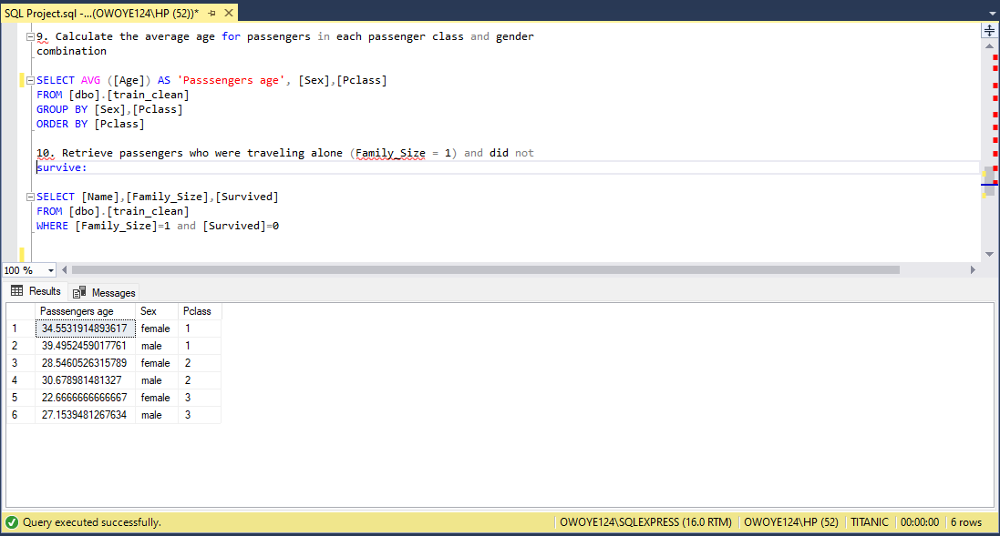 SQL Project.sql -...(OWOYE124\HP (52))*
9. Calculate the average age for passengers in each passenger class and gender
combination
SELECT AVG ([Age]) AS 'Passsengers age', [Sex],[Pclass]
FROM [dbo].[train_clean]
GROUP BY [Sex],[Pclass]
ORDER BY [Pclass]
10. Retrieve passengers who were traveling alone (Family_Size = 1) and did not
survive:
SELECT [Name],[Family_Size],[Survived]
FROM [dbo].[train_clean]
WHERE [Family_Size]=1 and [Survived]=0
100 %
Results Messages
Passsengers age Sex Pclass
1 34.5531914893617 female 1
2 39.4952459017761 male 1
3 28.5460526315789 female 2
4 30.678981481327 male 2
5 22.6666666666667 female 3
6 27.1539481267634 male 3
Query executed successfully. OWOYE124\SQLEXPRESS (16.0 RTM) OWOYE124\HP (52) TITANIC 00:00:00 6 rows